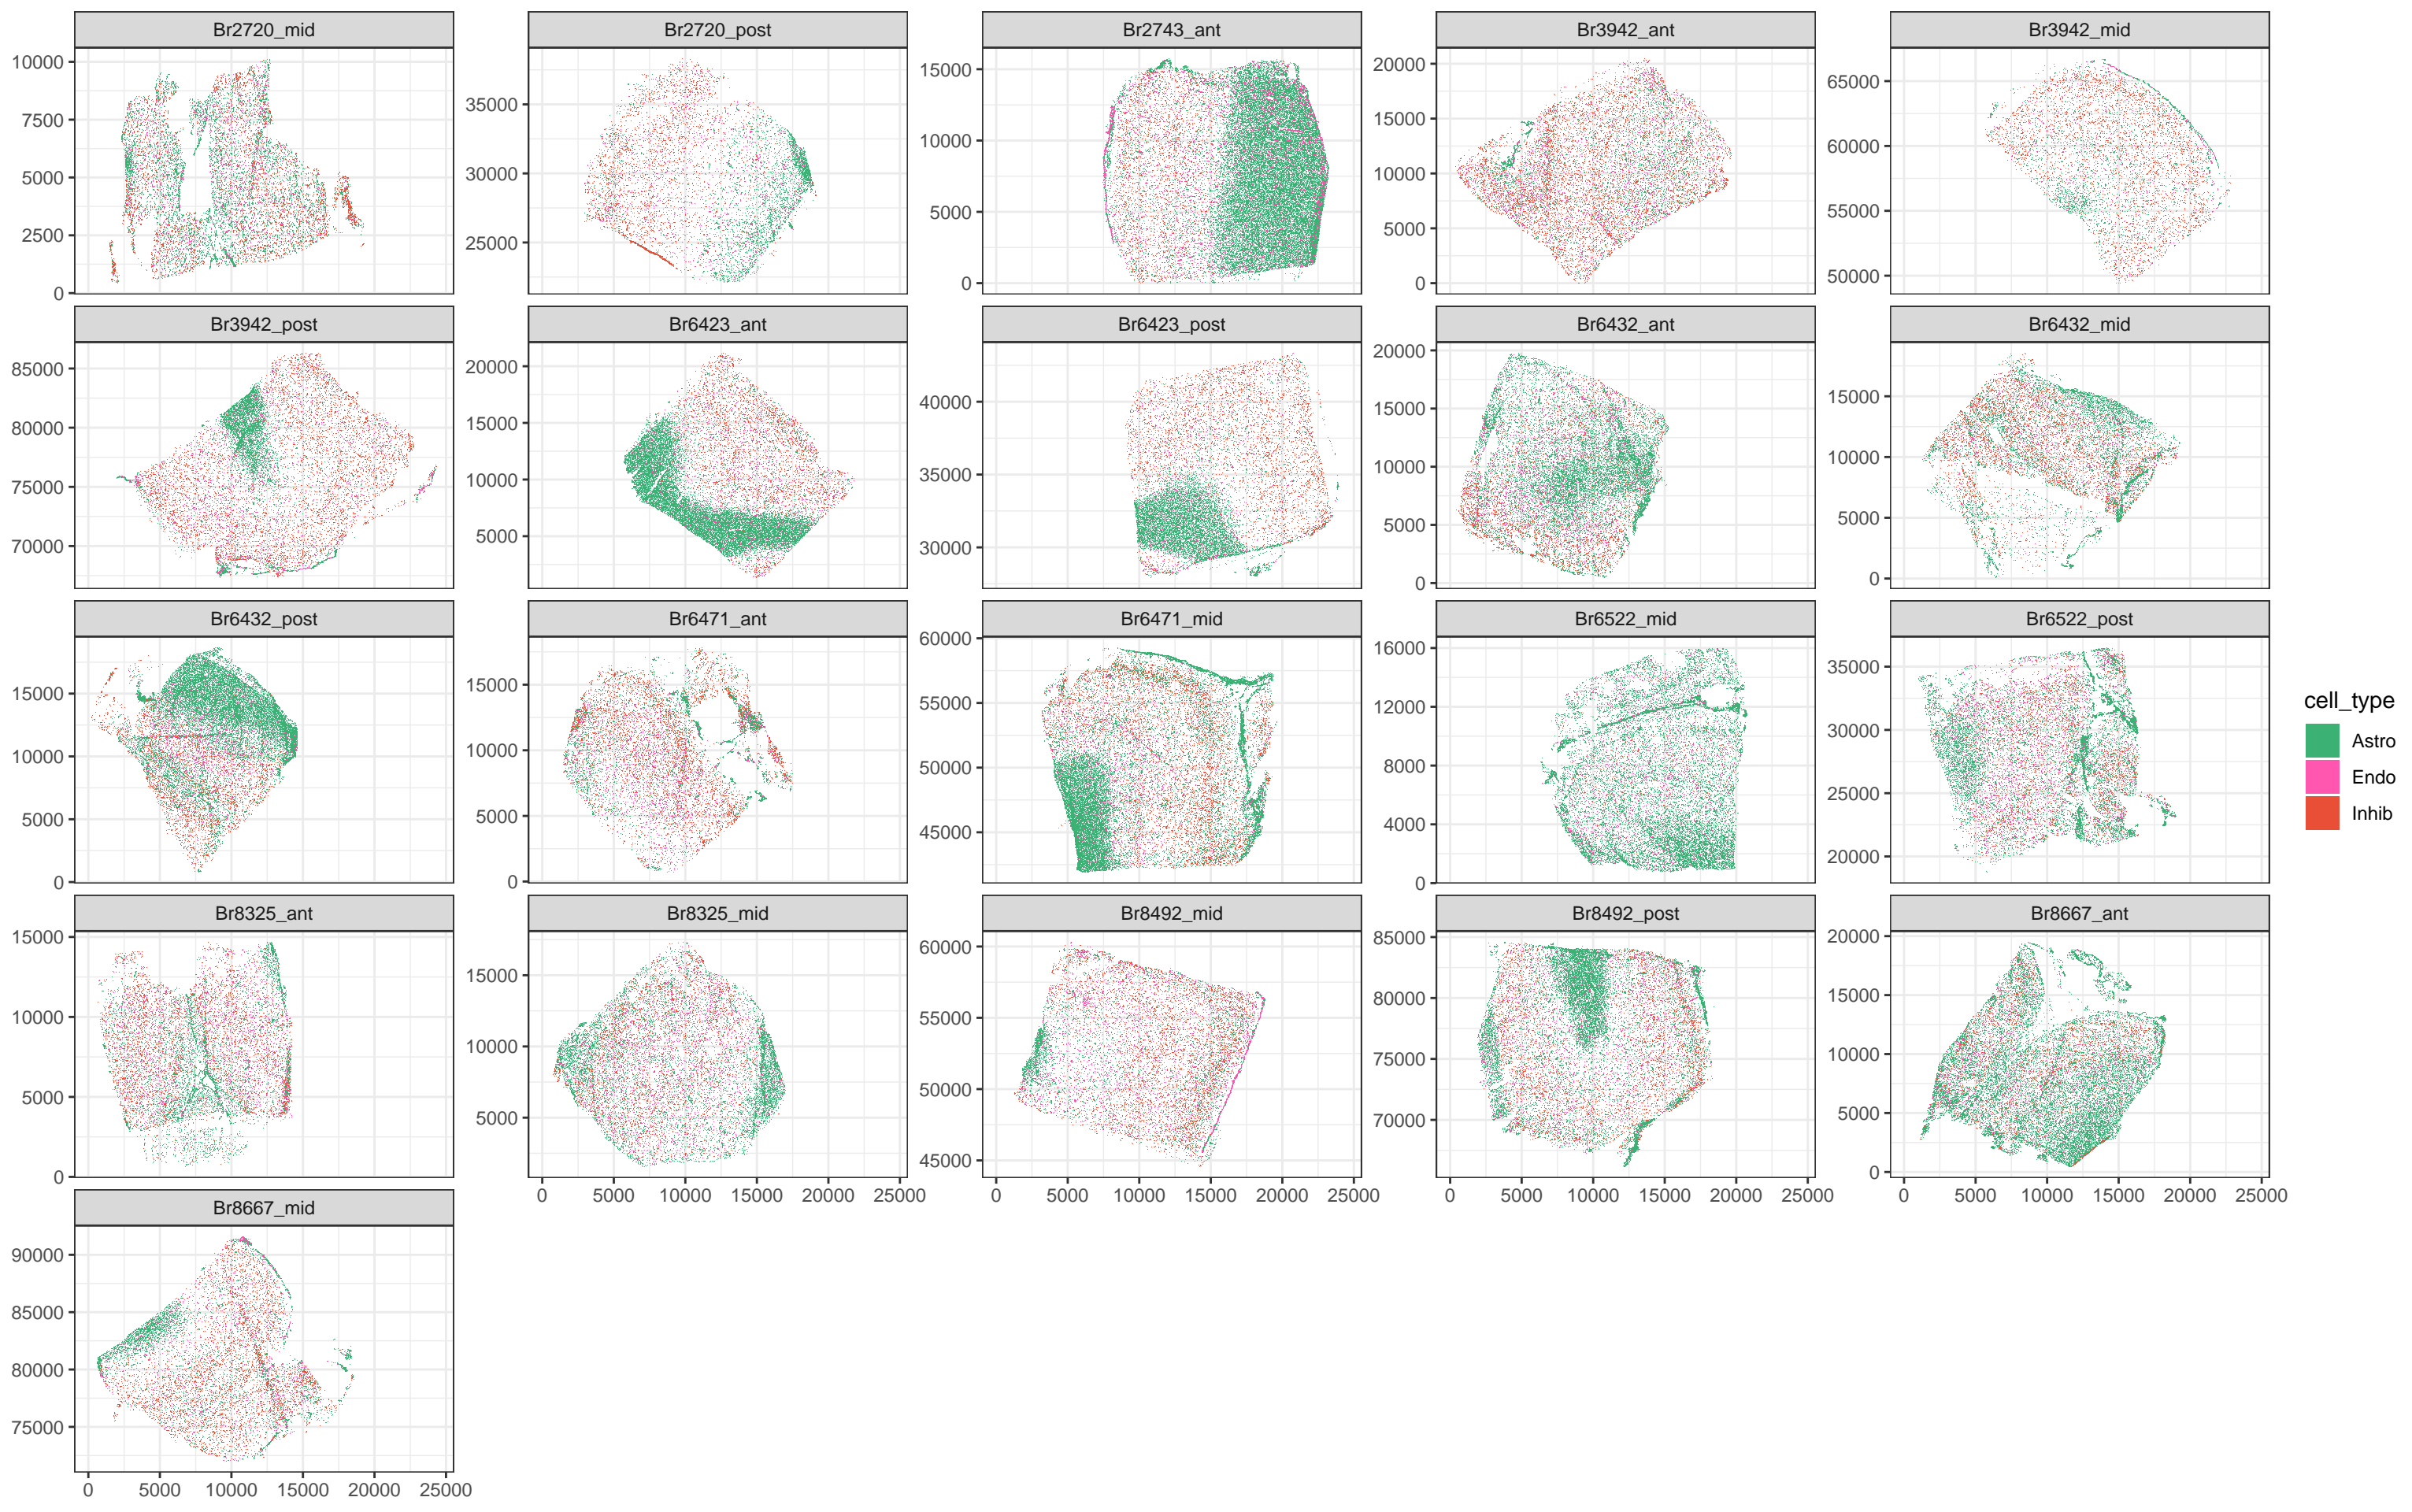 Br2720_mid
Br2720_post
Br2743_ant
Br3942_ant
Br3942_mid
10000
7500
5000
2500
0
35000
30000
25000
15000
10000
5000
0
20000
15000
10000
5000
0
65000
60000
55000
50000
Br3942_post
Br6423_ant
Br6423_post
Br6432_ant
Br6432_mid
85000
80000
75000
70000
20000
15000
10000
5000
40000
35000
30000
20000
15000
10000
5000
0
15000
10000
5000
0
Br6432_post
Br6471_ant
Br6471_mid
Br6522_mid
Br6522_post
15000
10000
5000
0
15000
10000
5000
0
60000
55000
50000
45000
16000
12000
8000
4000
0
35000
30000
25000
20000
cell_type
Astro
Endo
Inhib
Br8325_ant
Br8325_mid
Br8492_mid
Br8492_post
Br8667_ant
15000
10000
5000
0
15000
10000
5000
60000
55000
50000
45000
85000
80000
75000
70000
20000
15000
10000
5000
0
0 5000 10000 15000 20000 25000
0 5000 10000 15000 20000 25000
0 5000 10000 15000 20000 25000
0 5000 10000 15000 20000 25000
Br8667_mid
90000
85000
80000
75000
0 5000 10000 15000 20000 25000